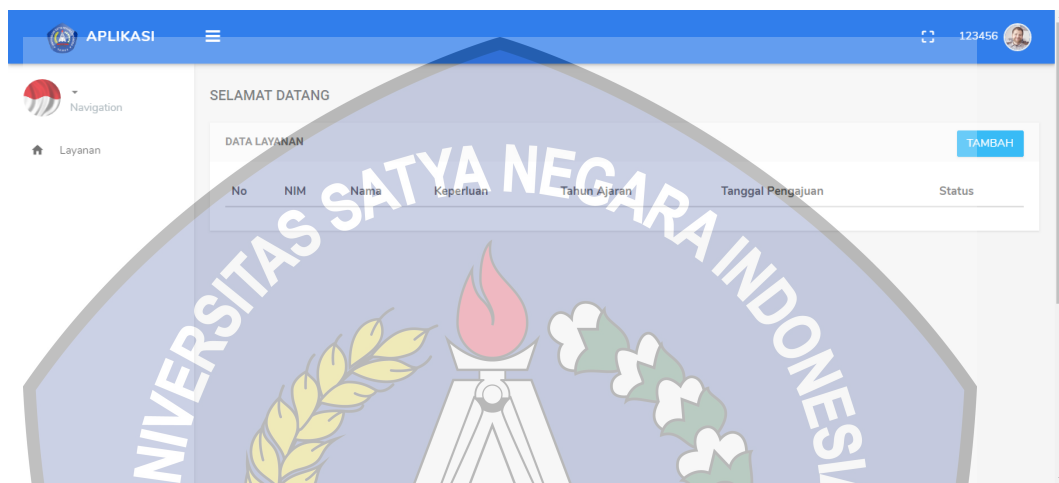 APLIKASI
123456
Navigation
Layanan
SELAMAT DATANG
DATA LAYANAN
TAMBAH
No NIM Nama Keperluan Tahun Ajaran Tanggal Pengajuan Status
NIVERSITAS SATYA NEGARA INDONESIA